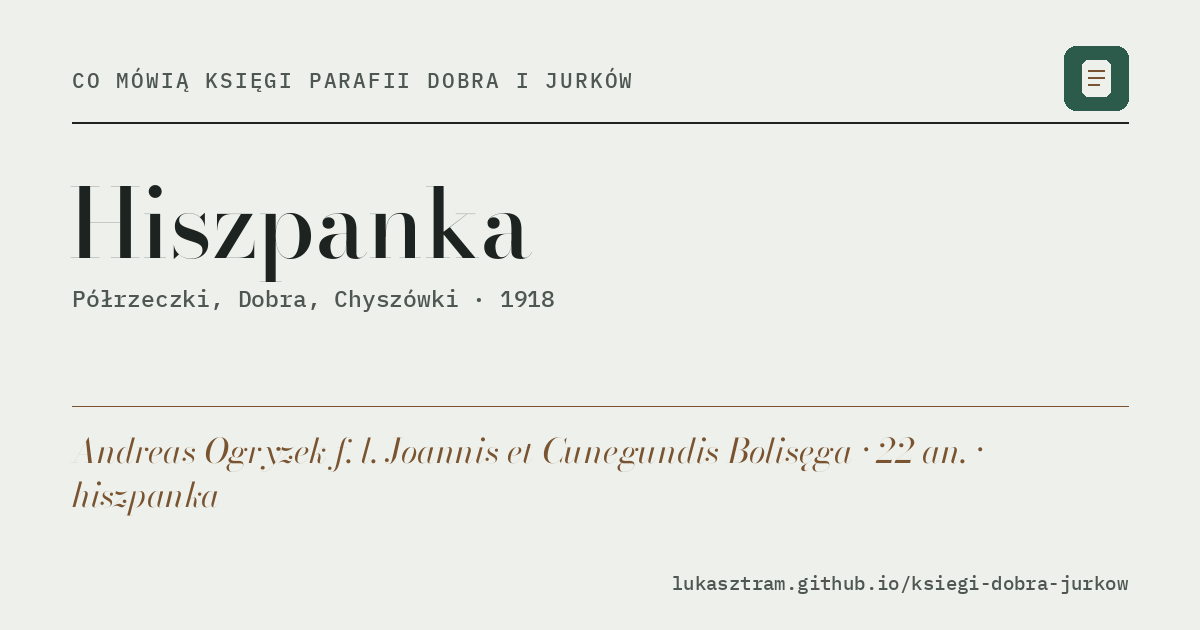 CO MÓWIĄ KSIĘGI PARAFII DOBRA I JURKÓW
Hiszpanka
Półrzeczki, Dobra, Chyszówki · 1918
Andreas Ogryzek f. l. Joannis et Cunegundis Bolisęga · 22 an. ·
hiszpanka
lukasztram.github.io/ksiegi-dobra-jurkow